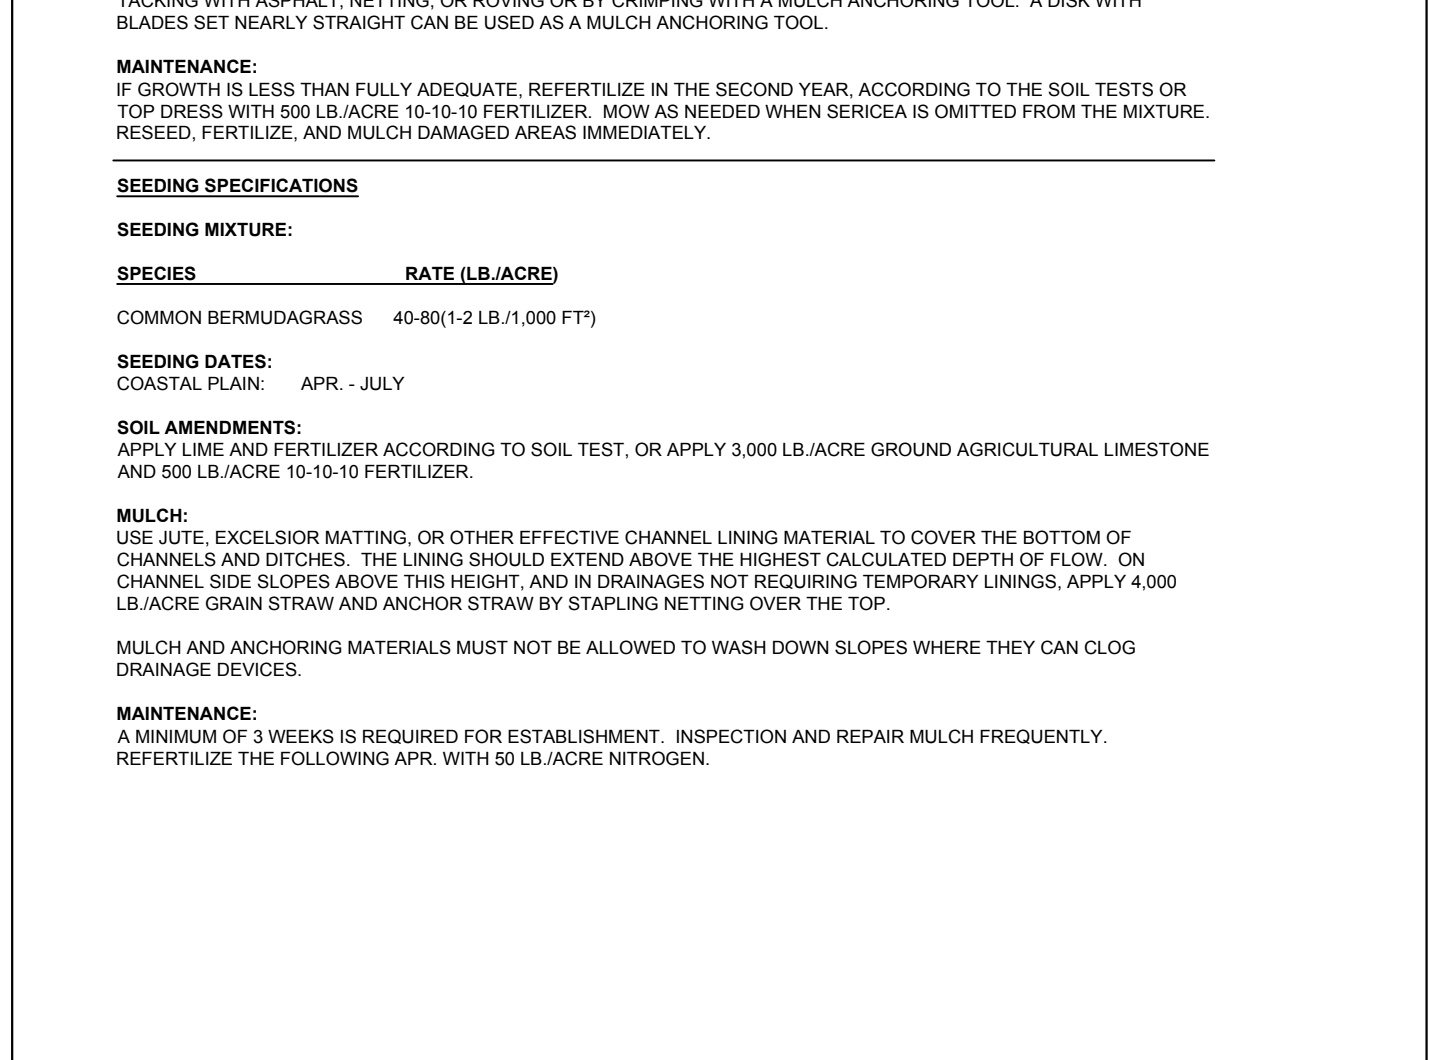 TACKING WITH ASPHALT, NETTING, OR ROVING OR BY CRIMPING WITH A MULCH ANCHORING TOOL. A DISK WITH
BLADES SET NEARLY STRAIGHT CAN BE USED AS A MULCH ANCHORING TOOL.
MAINTENANCE:
IF GROWTH IS LESS THAN FULLY ADEQUATE, REFERTILIZE IN THE SECOND YEAR, ACCORDING TO THE SOIL TESTS OR
TOP DRESS WITH 500 LB./ACRE 10-10-10 FERTILIZER. MOW AS NEEDED WHEN SERICEA IS OMITTED FROM THE MIXTURE.
RESEED, FERTILIZE, AND MULCH DAMAGED AREAS IMMEDIATELY.
SEEDING SPECIFICATIONS
SEEDING MIXTURE:
SPECIES RATE (LB./ACRE)
COMMON BERMUDAGRASS 40-80(1-2 LB./1,000 FT²)
SEEDING DATES:
COASTAL PLAIN: APR. - JULY
SOIL AMENDMENTS:
APPLY LIME AND FERTILIZER ACCORDING TO SOIL TEST, OR APPLY 3,000 LB./ACRE GROUND AGRICULTURAL LIMESTONE
AND 500 LB./ACRE 10-10-10 FERTILIZER.
MULCH:
USE JUTE, EXCELSIOR MATTING, OR OTHER EFFECTIVE CHANNEL LINING MATERIAL TO COVER THE BOTTOM OF
CHANNELS AND DITCHES. THE LINING SHOULD EXTEND ABOVE THE HIGHEST CALCULATED DEPTH OF FLOW. ON
CHANNEL SIDE SLOPES ABOVE THIS HEIGHT, AND IN DRAINAGES NOT REQUIRING TEMPORARY LININGS, APPLY 4,000
LB./ACRE GRAIN STRAW AND ANCHOR STRAW BY STAPLING NETTING OVER THE TOP.
MULCH AND ANCHORING MATERIALS MUST NOT BE ALLOWED TO WASH DOWN SLOPES WHERE THEY CAN CLOG
DRAINAGE DEVICES.
MAINTENANCE:
A MINIMUM OF 3 WEEKS IS REQUIRED FOR ESTABLISHMENT. INSPECTION AND REPAIR MULCH FREQUENTLY.
REFERTILIZE THE FOLLOWING APR. WITH 50 LB./ACRE NITROGEN.